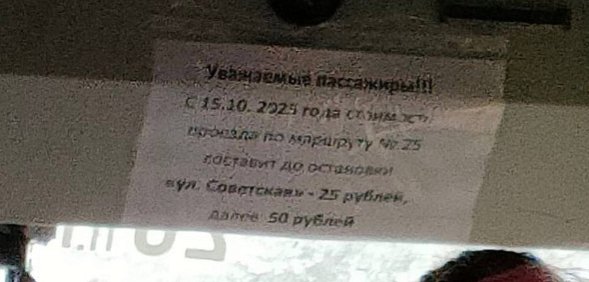 Уважаемые пассажиры!!!
С 15.10. 2025 года стоимость
проезда по маршруту № 25
составит до остановки
«ул. Советская» - 25 рублей,
далее 50 рублей